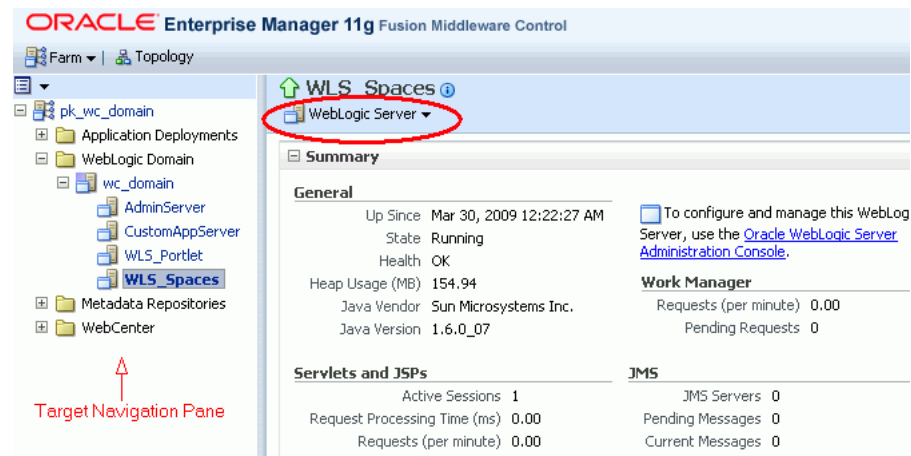 ORACLE Enterprise Manager 11g Fusion Middleware Control
Farm | Topology
pk_wc_domain
Application Deployments
WebLogic Domain
wc_domain
AdminServer
CustomAppServer
WLS_Portlet
WLS_Spaces
Metadata Repositories
WebCenter
Target Navigation Pane
WLS_Spaces
WebLogic Server
Summary
General
Up Since Mar 30, 2009 12:22:27 AM
State Running
Health OK
Heap Usage (MB) 154.94
Java Vendor Sun Microsystems Inc.
Java Version 1.6.0_07
To configure and manage this WebLog
Server, use the Oracle WebLogic Server
Administration Console.
Work Manager
Requests (per minute) 0.00
Pending Requests 0
Servlets and JSPs
Active Sessions 1
Request Processing Time (ms) 0.00
Requests (per minute) 0.00
JMS
JMS Servers 0
Pending Messages 0
Current Messages 0